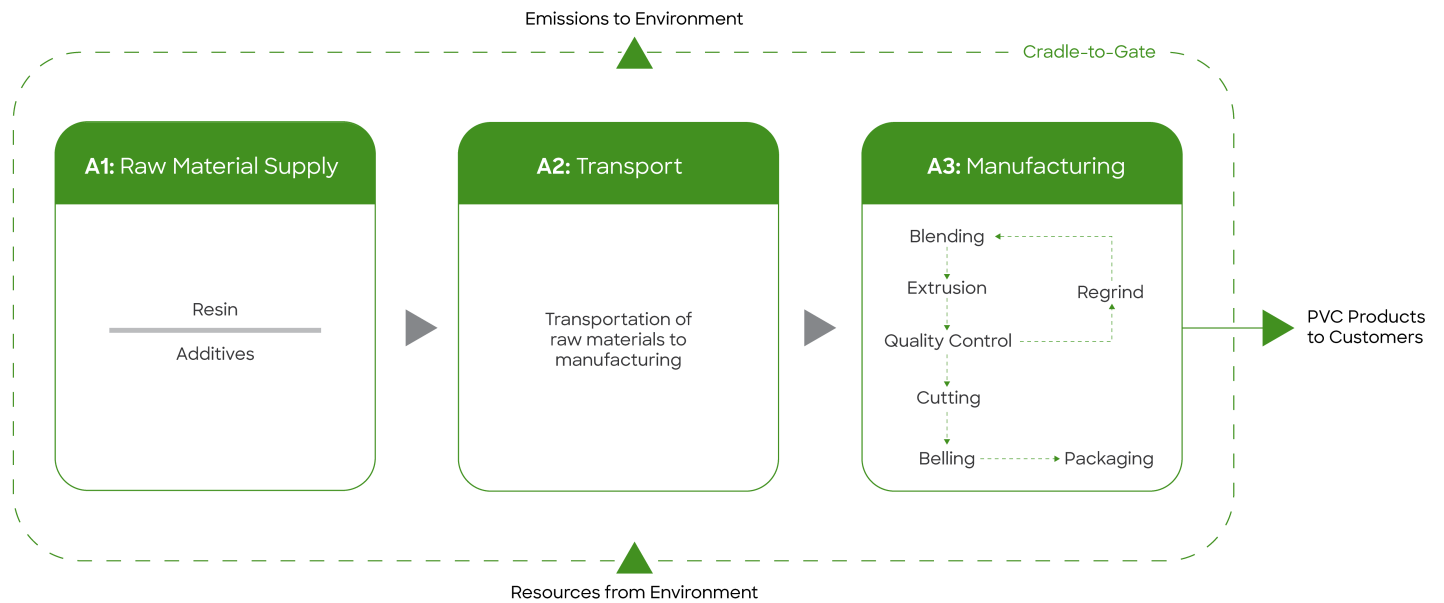 Emissions to Environment
Cradle-to-Gate
A1: Raw Material Supply
Resin
Additives
A2: Transport
Transportation of
raw materials to
manufacturing
A3: Manufacturing
Blending
Extrusion
Regrind
Quality Control
Cutting
Belling
Packaging
PVC Products
to Customers
Resources from Environment